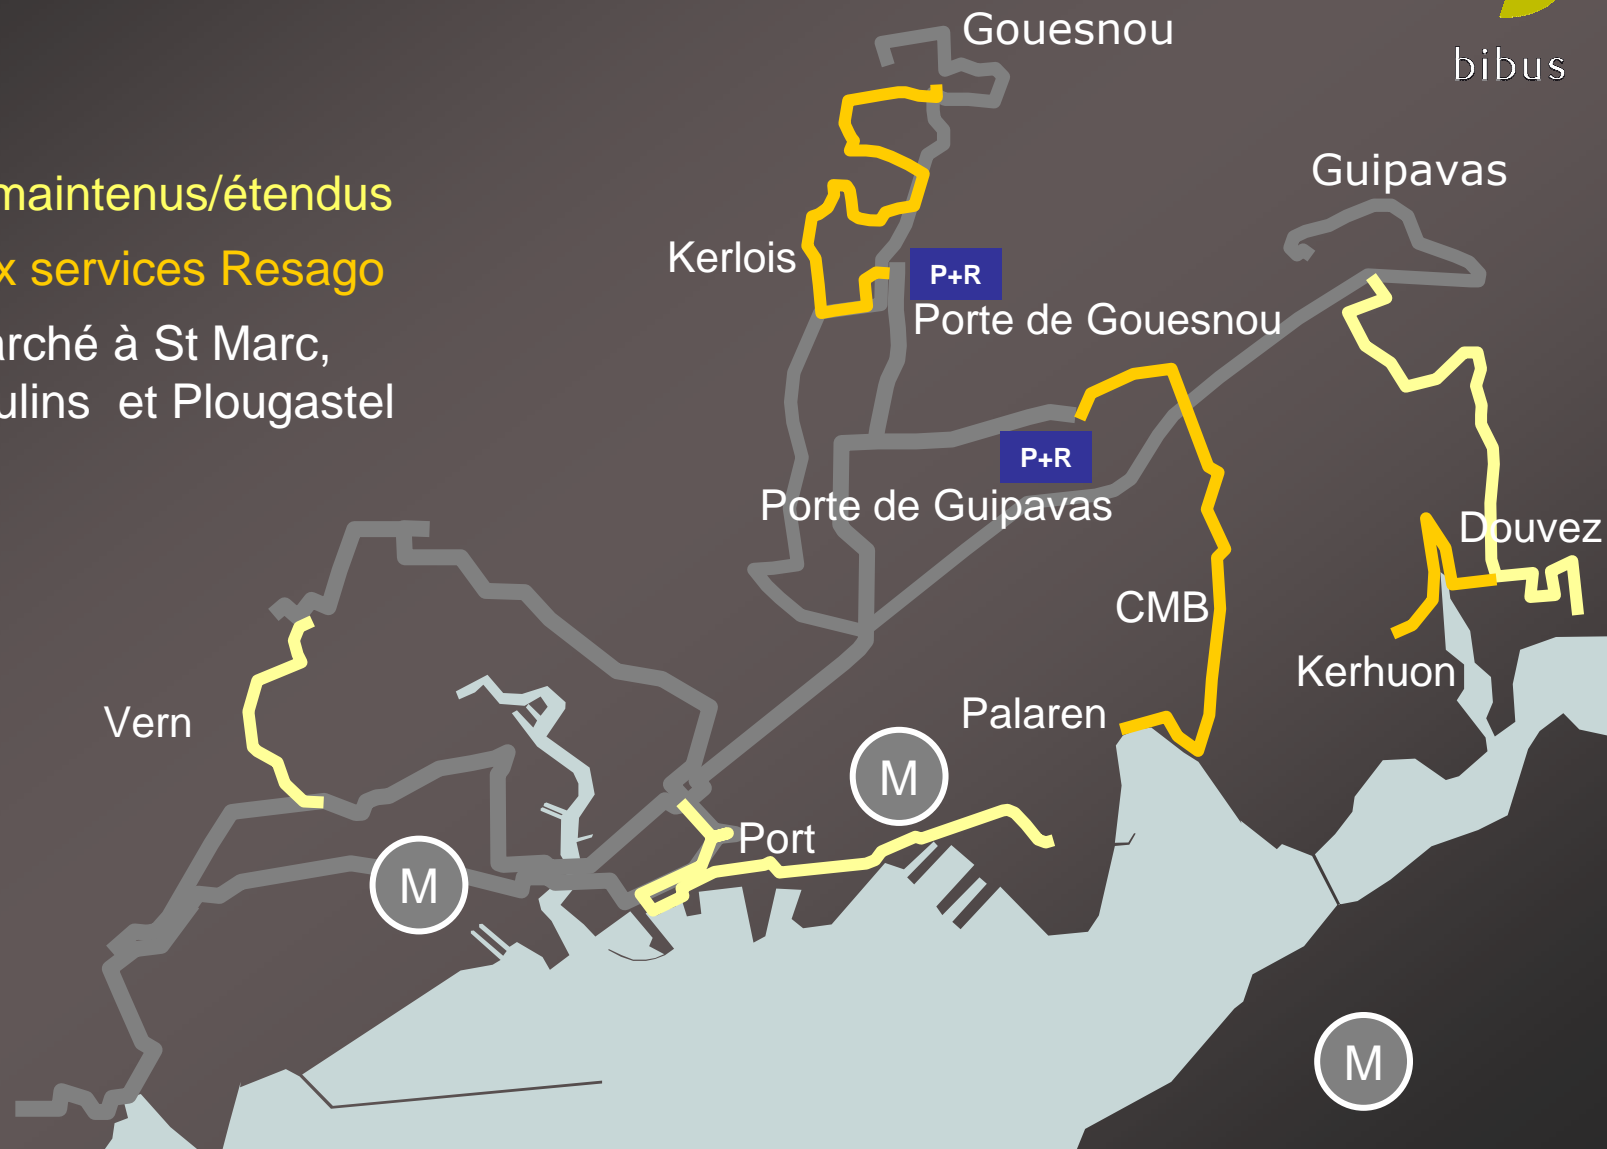 Gouesnou
bibus
Guipavas
maintenus/étendus
Kerlois
x services Resago
P+R
Porte de Gouesnou
arché à St Marc,
ulins et Plougastel
P+R
Porte de Guipavas
Douvez
CMB
Kerhuon
Vern
Palaren
M
Port
M
M